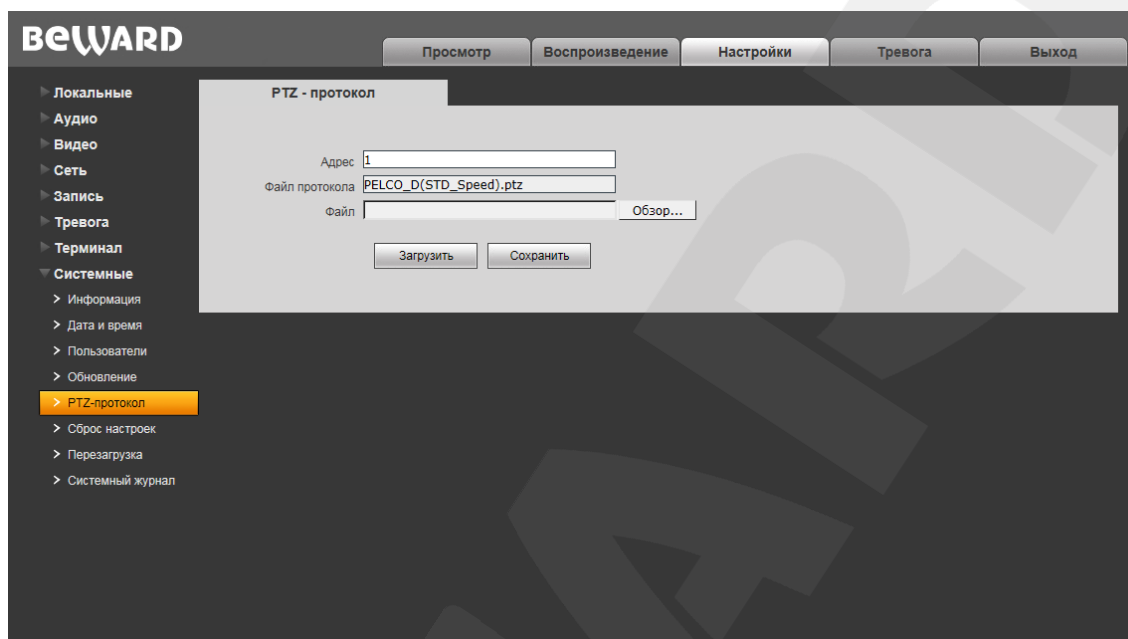 BEWARD
Просмотр Воспроизведение Настройки Тревога Выход
Локальные
Аудио
Видео
Сеть
Запись
Тревога
Терминал
Системные
Информация
Дата и время
Пользователи
Обновление
PTZ-протокол
Сброс настроек
Перезагрузка
Системный журнал
PTZ - протокол
Адрес 1
Файл протокола PELCO_D(STD_Speed).ptz
Файл Обзор...
Загрузить Сохранить